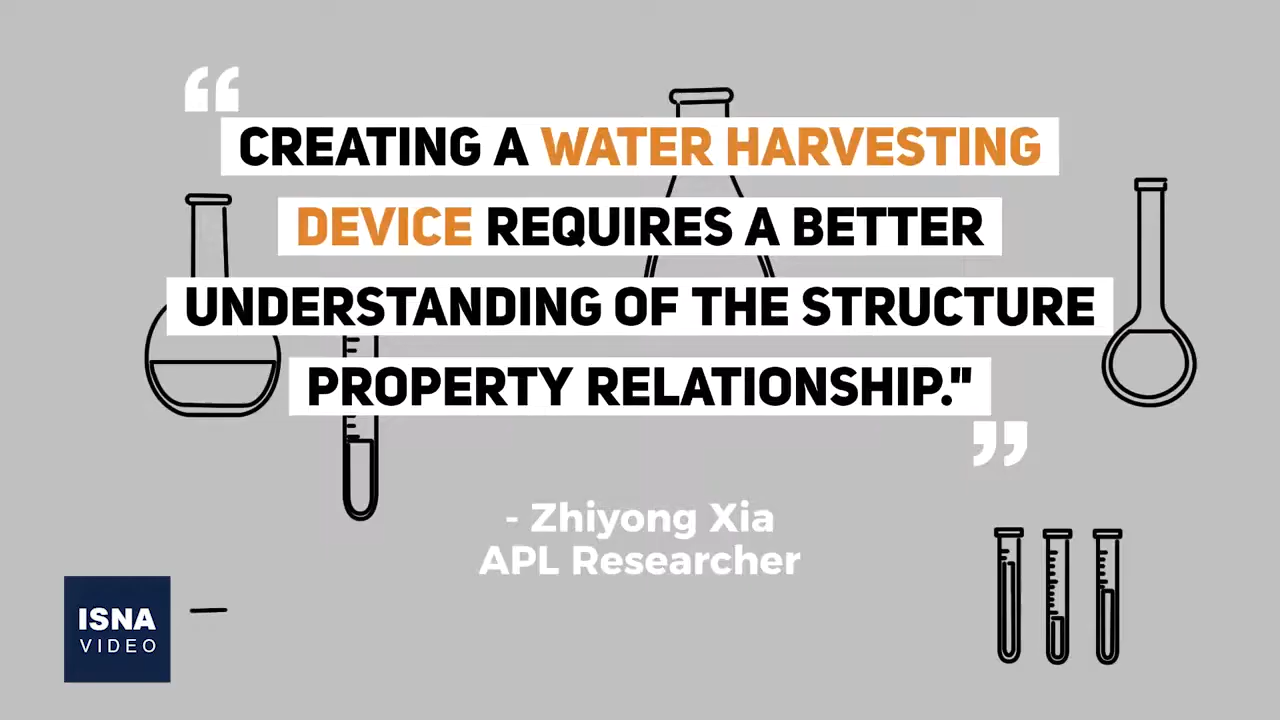 “
CREATING A WATER HARVESTING
DEVICE REQUIRES A BETTER
UNDERSTANDING OF THE STRUCTURE
PROPERTY RELATIONSHIP."
”
- Zhiyong Xia
APL Researcher
ISNA
VIDEO